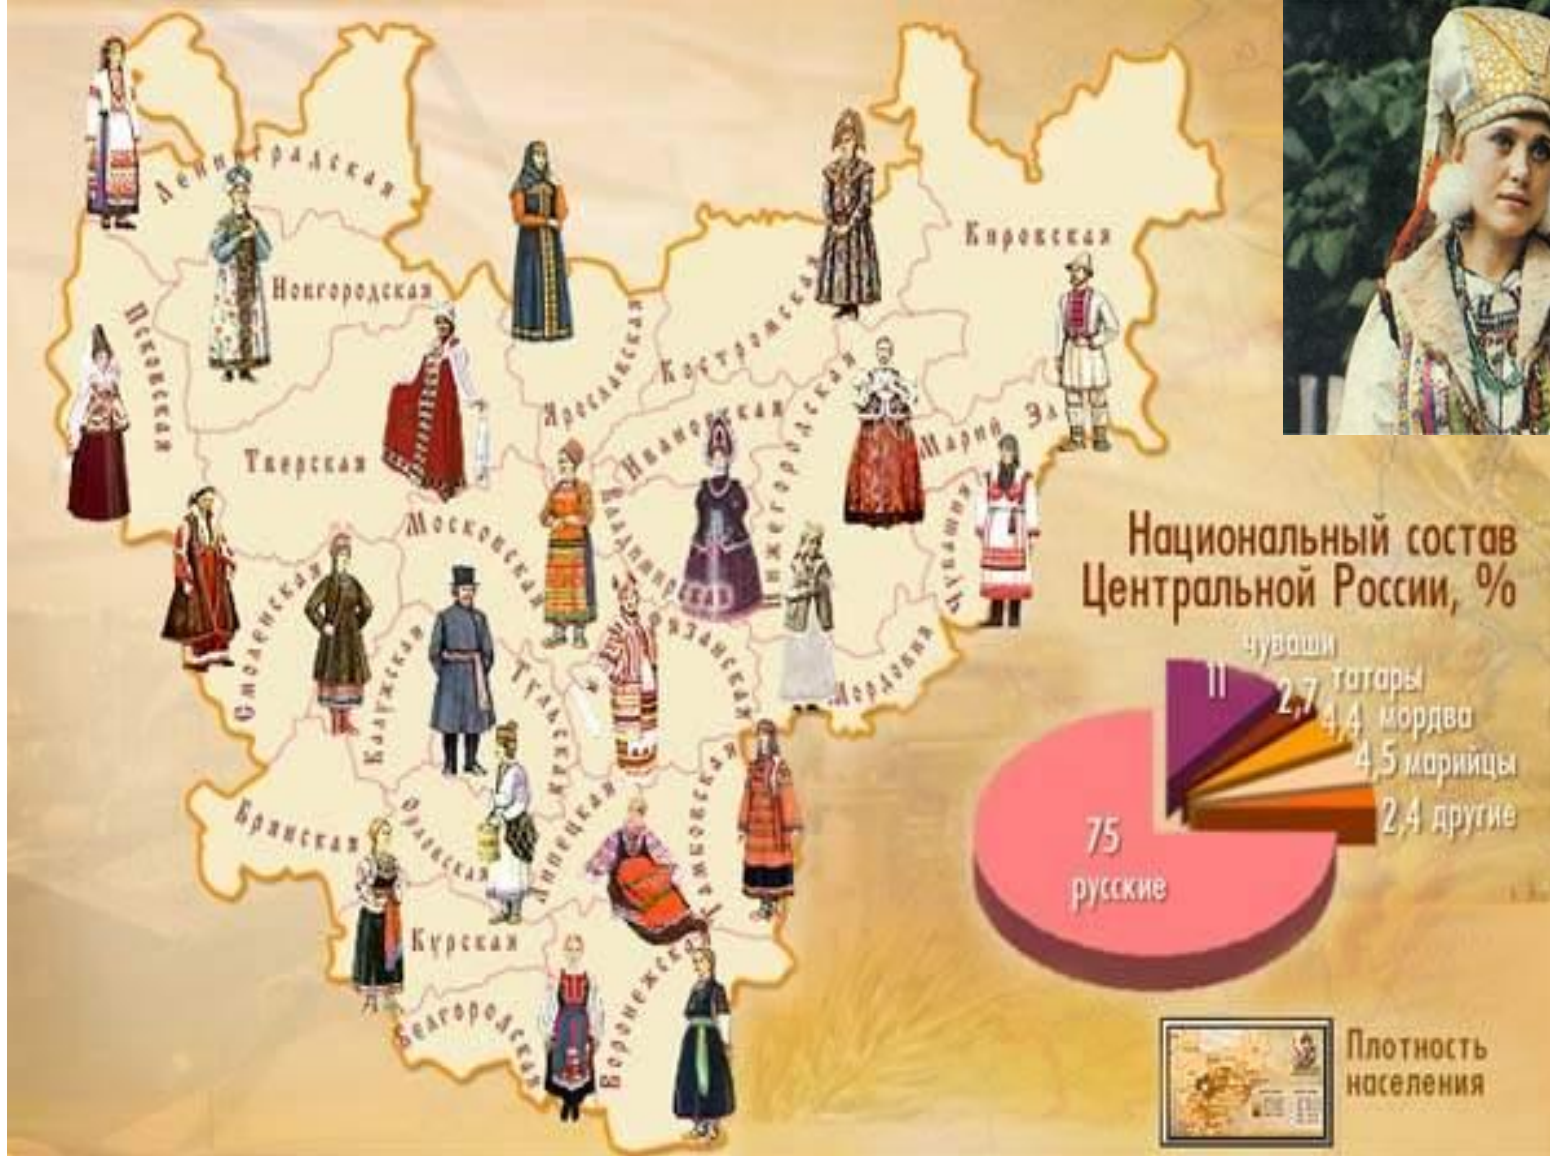 Ленинградская
Новгородская
Псковская
Тверская
Ярославская
Костромская
Кировская
Ивановская
Нижегородская
Марий Эл
Чувашия
Московская
Владимирская
Смоленская
Калужская
Тульская
Рязанская
Мордовия
Брянская
Орловская
Липецкая
Тамбовская
Курская
Белгородская
Воронежская
Национальный состав
Центральной России, %
чуваши
11
2,7 татары
4,4 мордва
4,5 марийцы
2,4 другие
75
русские
Плотность
населения